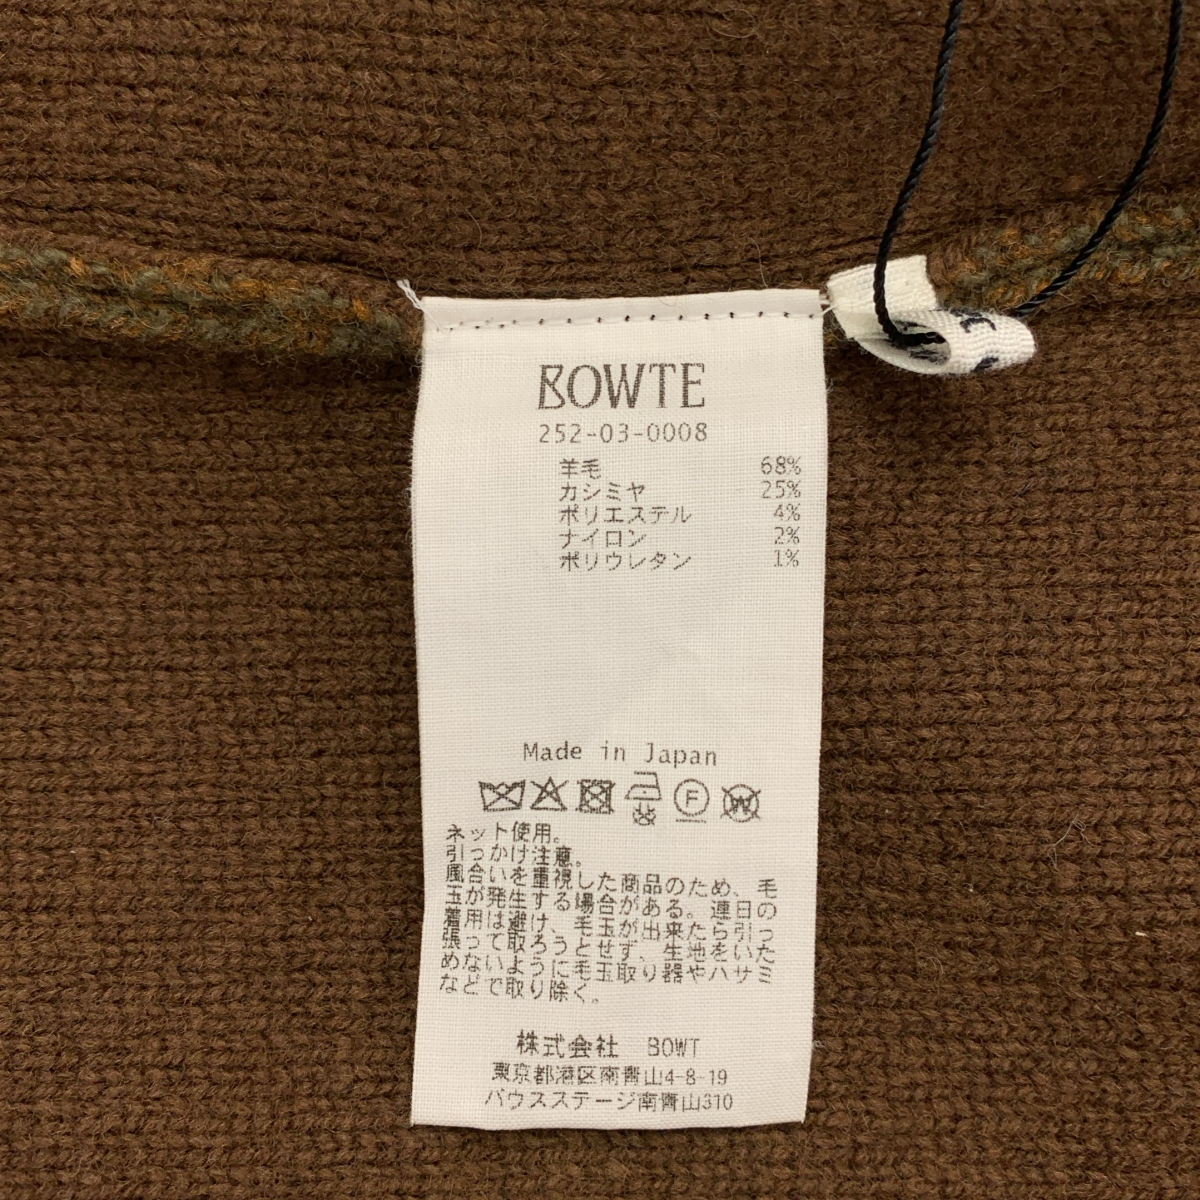 BOWTE
252-03-0008
羊毛 68%
カシミヤ 25%
ポリエステル 4%
ナイロン 2%
ポリウレタン 1%
Made in Japan
F
W
ネット使用。
引っかけ注意。
風合いを重視した商品のため、毛
玉が発生する場合がある。連日の
着用は避け、毛玉が出来たら引っ
張って取ろうとせず、生地をいた
めないように毛玉取り器やハサミ
などで取り除く。
株式会社 BOWT
東京都港区南青山4-8-19
パウスステージ南青山310